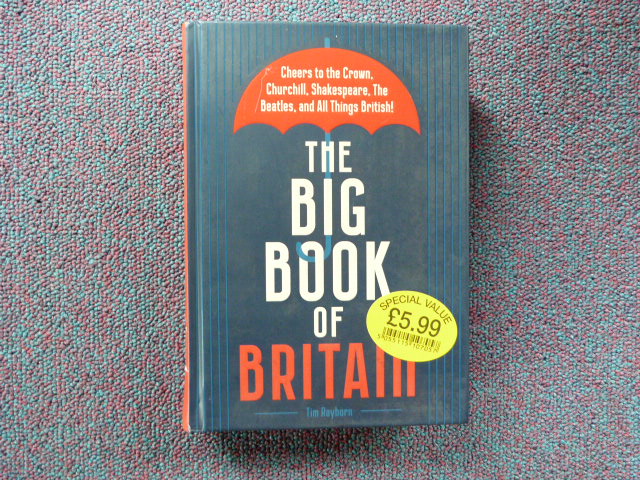 Cheers to the Crown,
Churchill, Shakespeare, The
Beatles, and All Things British!
THE
BIG
BOOK
OF
BRITAIN
Tim Rayborn
SPECIAL VALUE
£5.99